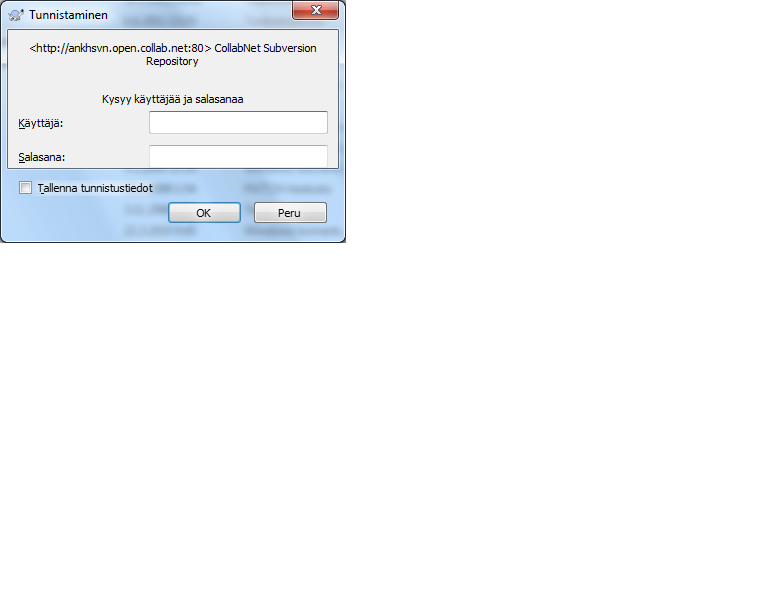 Tunnistaminen
<http://ankhsvn.open.collab.net:80> CollabNet Subversion
Repository
Kysyy käyttäjää ja salasanaa
Käyttäjä:
Salasana:
Tallenna tunnistustiedot
OK
Peru